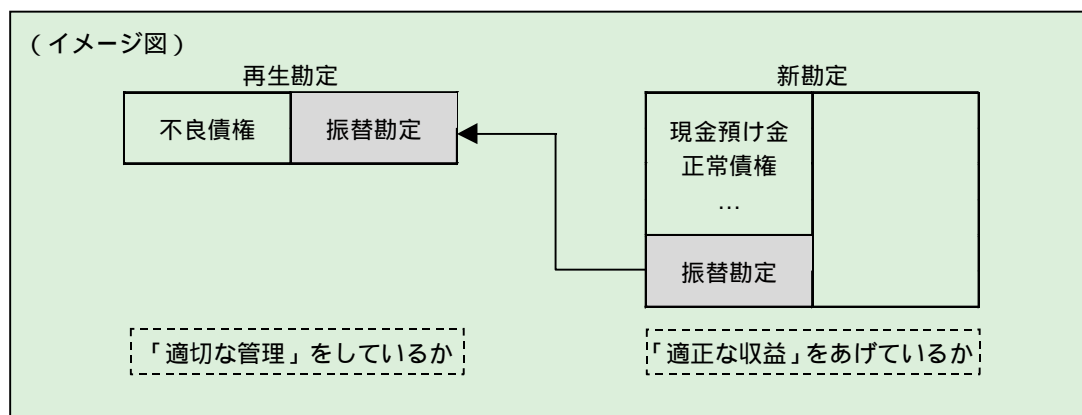 （イメージ図）
再生勘定
新勘定
不良債権
振替勘定
現金預け金
正常債権
…
振替勘定
「適切な管理」をしているか
「適正な収益」をあげているか